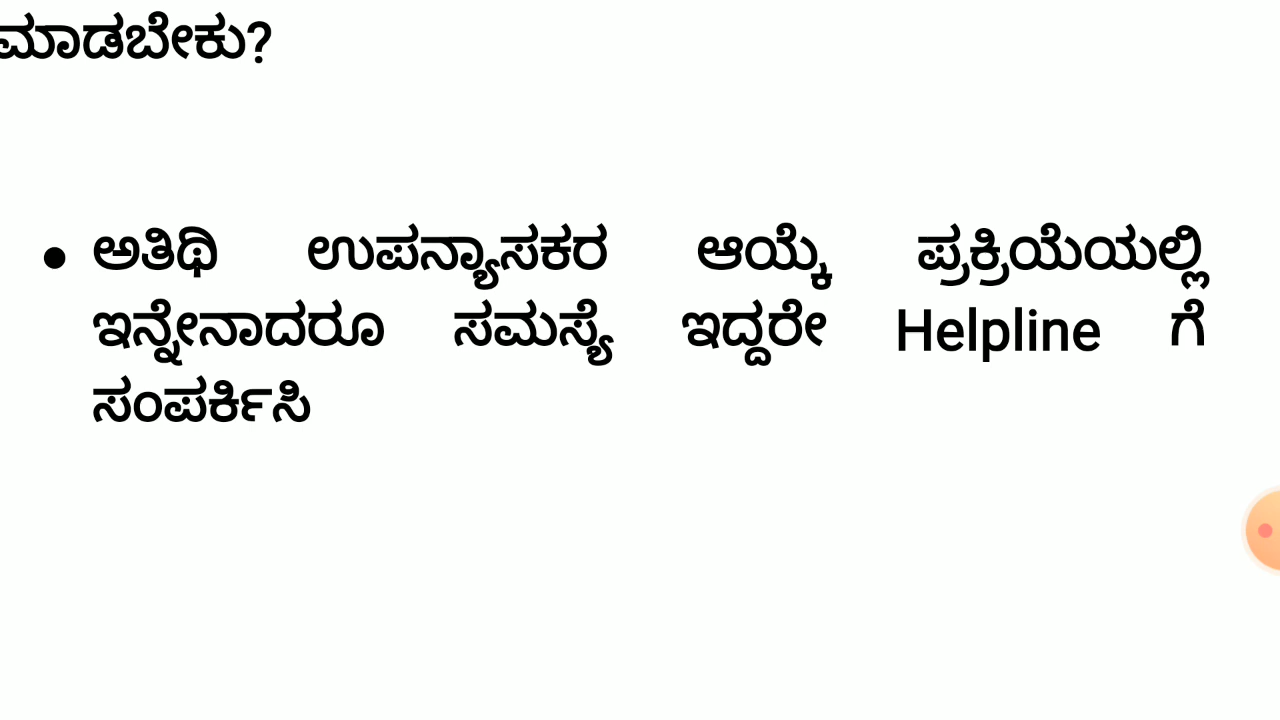 ಮಾಡಬೇಕು?
• ಅತಿಥಿ ಉಪನ್ಯಾಸಕರ ಆಯ್ಕೆ ಪ್ರಕ್ರಿಯೆಯಲ್ಲಿ
ಇನ್ನೇನಾದರೂ ಸಮಸ್ಯೆ ಇದ್ದರೇ Helpline ಗೆ
ಸಂಪರ್ಕಿಸಿ